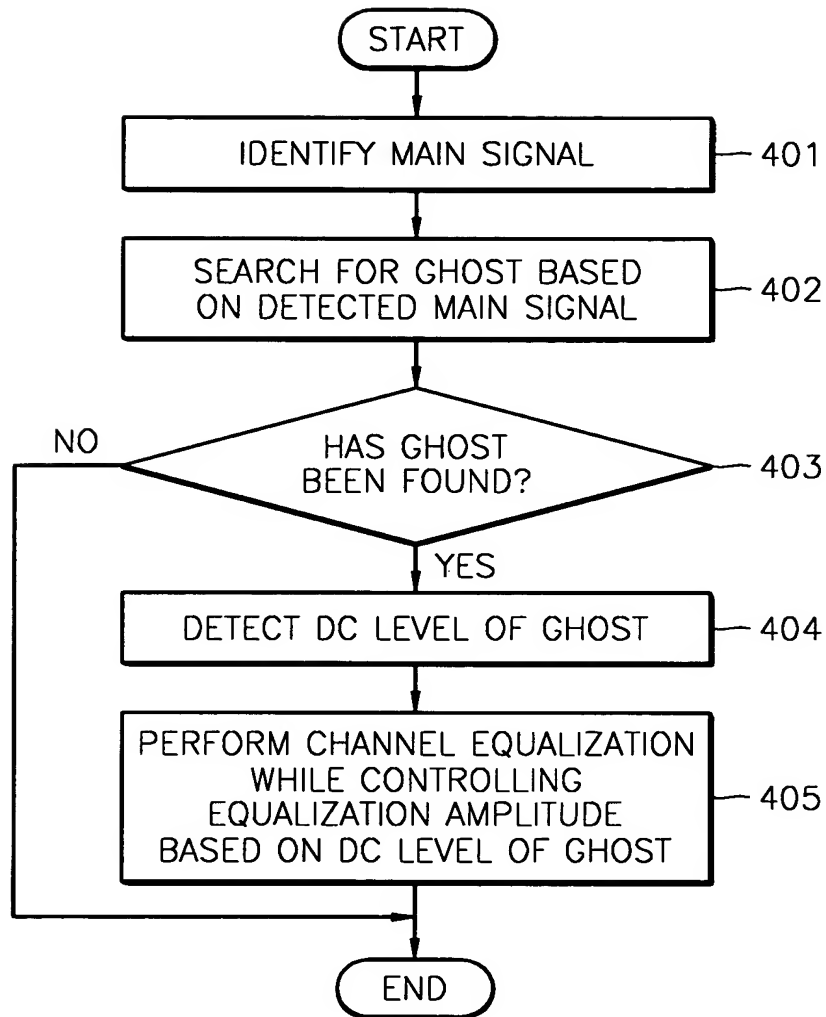 START
IDENTIFY MAIN SIGNAL
401
SEARCH FOR GHOST BASED
ON DETECTED MAIN SIGNAL
402
NO
HAS GHOST
BEEN FOUND?
403
YES
DETECT DC LEVEL OF GHOST
404
PERFORM CHANNEL EQUALIZATION
WHILE CONTROLLING
EQUALIZATION AMPLITUDE
BASED ON DC LEVEL OF GHOST
405
END